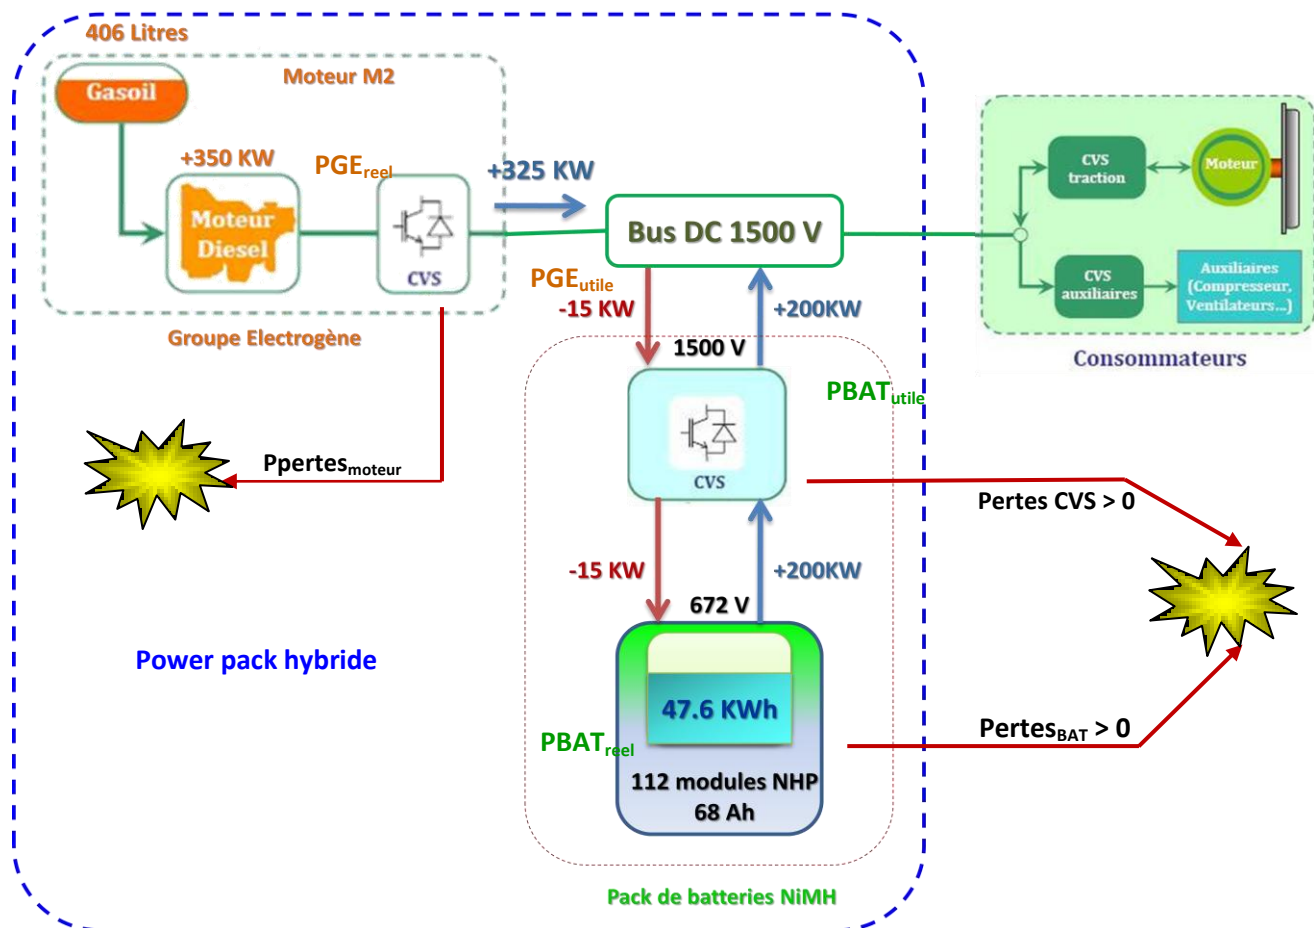 406 Litres
Moteur M2
Gasoil
+350 KW
PGEreel
+325 KW
Moteur
Diesel
CVS
Bus DC 1500 V
CVS
traction
Moteur
CVS
auxiliaires
Auxiliaires
(Compresseur,
Ventilateurs...)
Consommateurs
Groupe Electrogène
PGEutile
-15 KW
+200KW
1500 V
PBATutile
CVS
Ppertesmoteur
Pertes CVS > 0
-15 KW
+200KW
672 V
Power pack hybride
47.6 KWh
PBATreel
PertesBAT > 0
112 modules NHP
68 Ah
Pack de batteries NiMH